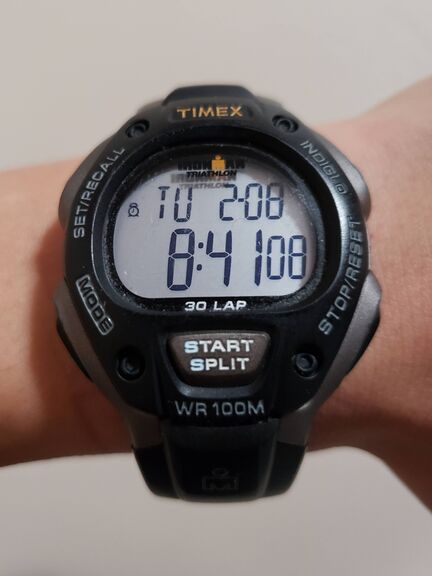 TIMEX
IRONMAN
TRIATHLON
SET/RECALL
INDIGLO
TU 2-08
8:41 08
MODE
STOP/RESET
30 LAP
START
SPLIT
WR 100M